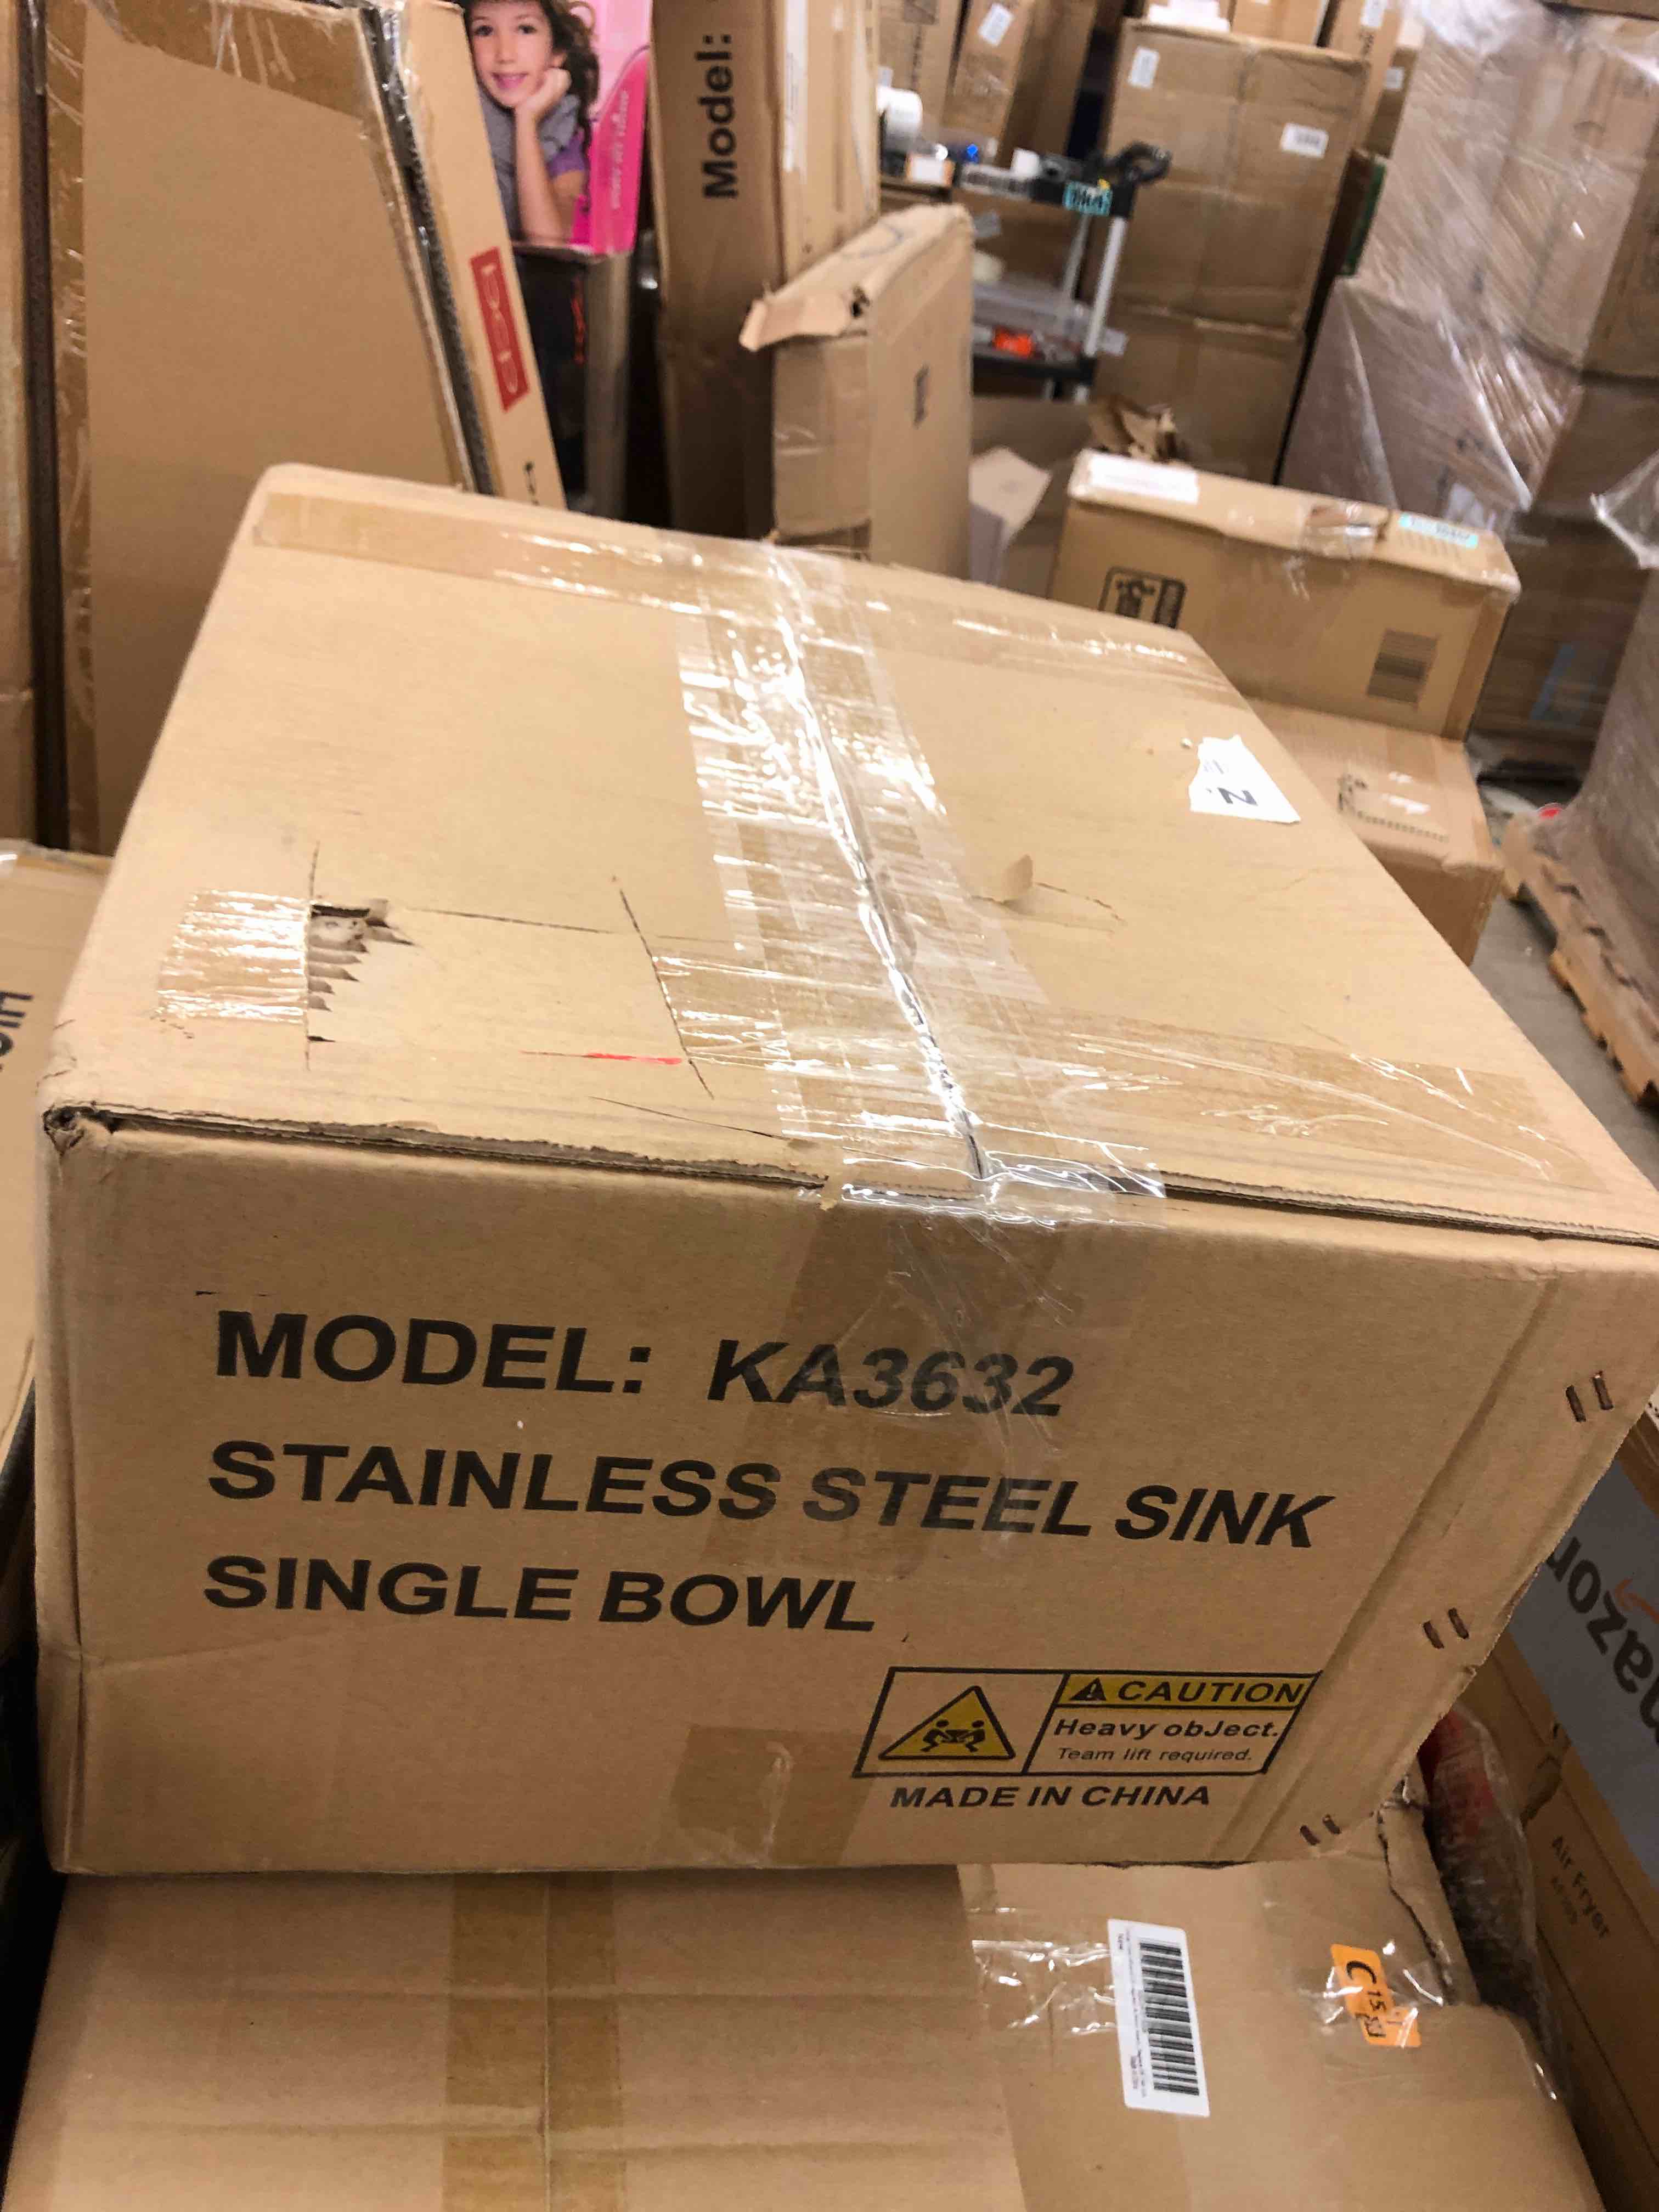 Model:
MODEL: KA3632
STAINLESS STEEL SINK
SINGLE BOWL
CAUTION
Heavy obJect.
Team lift required.
MADE IN CHINA
Air Fryer